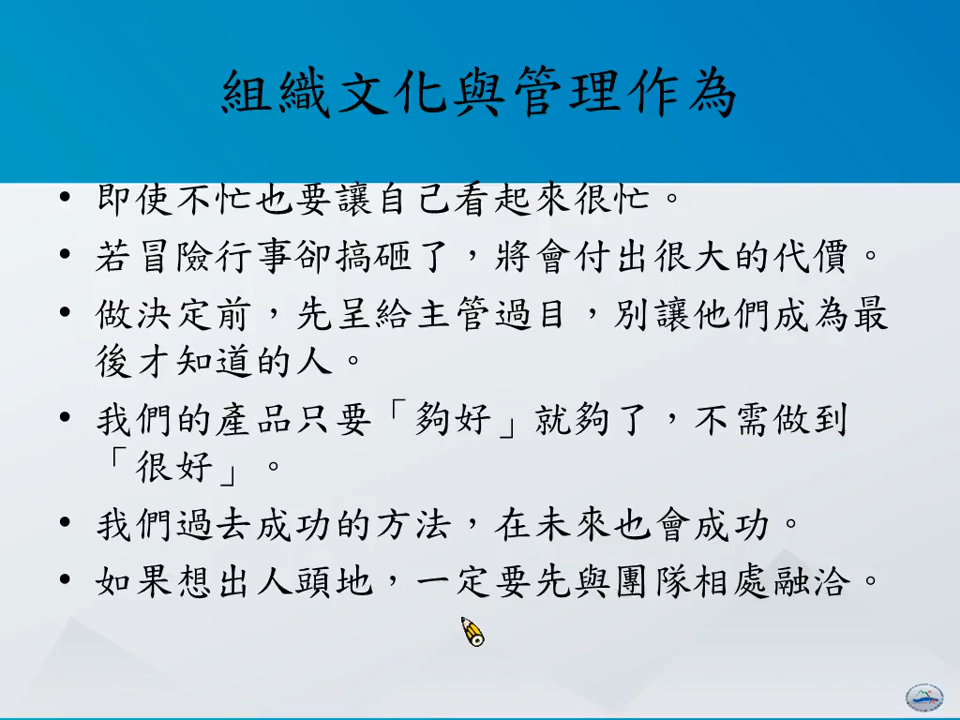 組織文化與管理作為
• 即使不忙也要讓自己看起來很忙。
• 若冒險行事卻搞砸了，將會付出很大的代價。
• 做決定前，先呈給主管過目，別讓他們成為最
後才知道的人。
• 我們的產品只要「夠好」就夠了，不需做到
「很好」。
• 我們過去成功的方法，在未來也會成功。
• 如果想出人頭地，一定要先與團隊相處融洽。